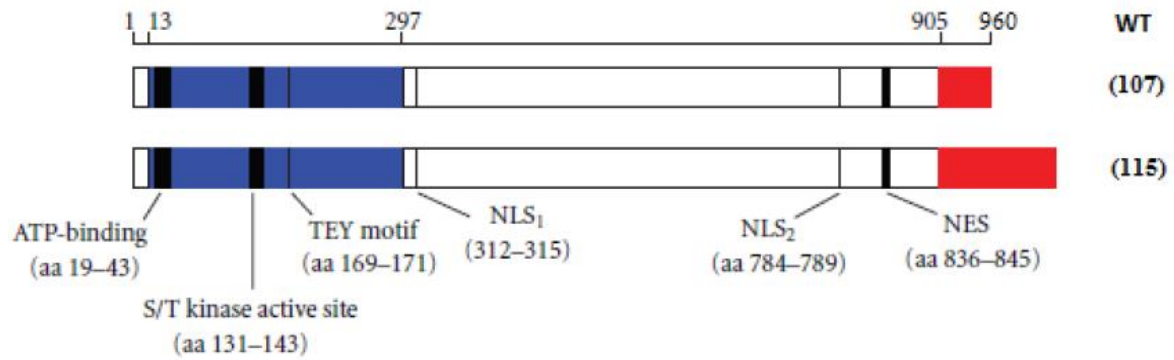 1 13 297 905 960 WT
(107)
(115)
ATP-binding
(aa 19–43)
S/T kinase active site
(aa 131–143)
TEY motif
(aa 169–171)
NLS1
(312–315)
NLS2
(aa 784–789)
NES
(aa 836–845)